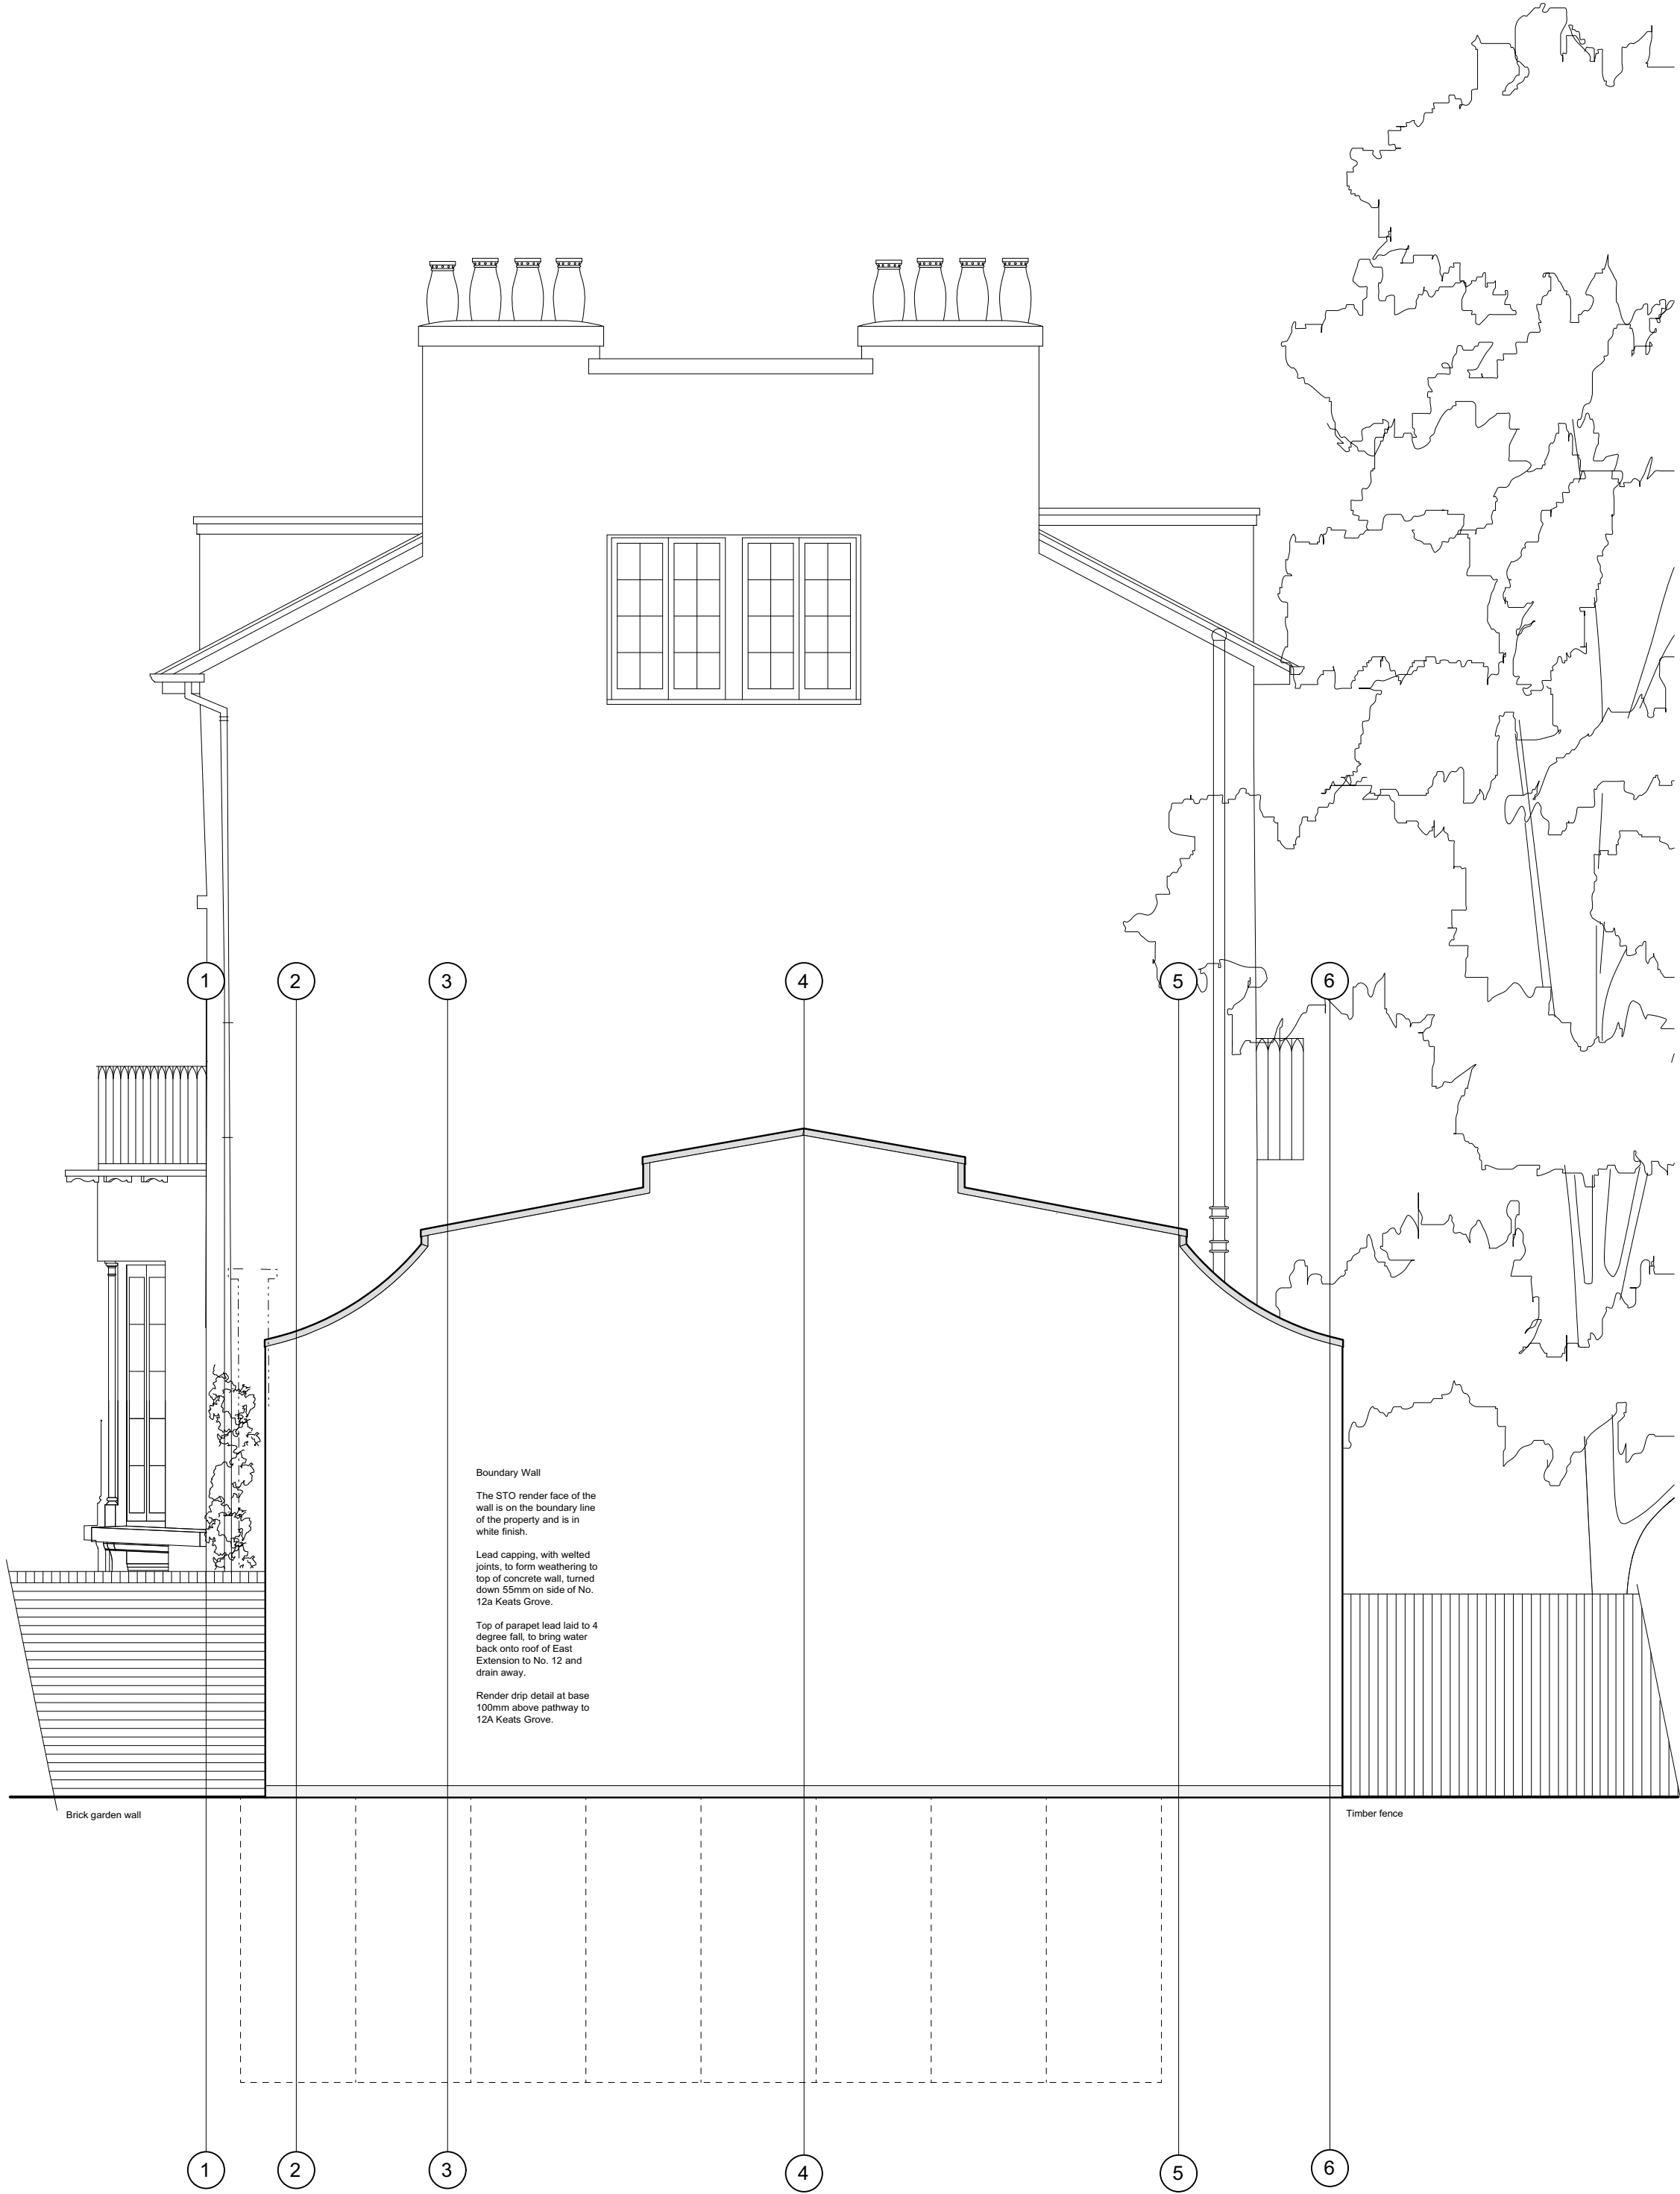 1
2
3
4
5
6
Boundary Wall
The STO render face of the
wall is on the boundary line
of the property and is in
white finish.
Lead capping, with welted
joints, to form weathering to
top of concrete wall, turned
down 55mm on side of No.
12a Keats Grove.
Top of parapet lead laid to 4
degree fall, to bring water
back onto roof of East
Extension to No. 12 and
drain away.
Render drip detail at base
100mm above pathway to
12A Keats Grove.
Brick garden wall
Timber fence
1
2
3
4
5
6